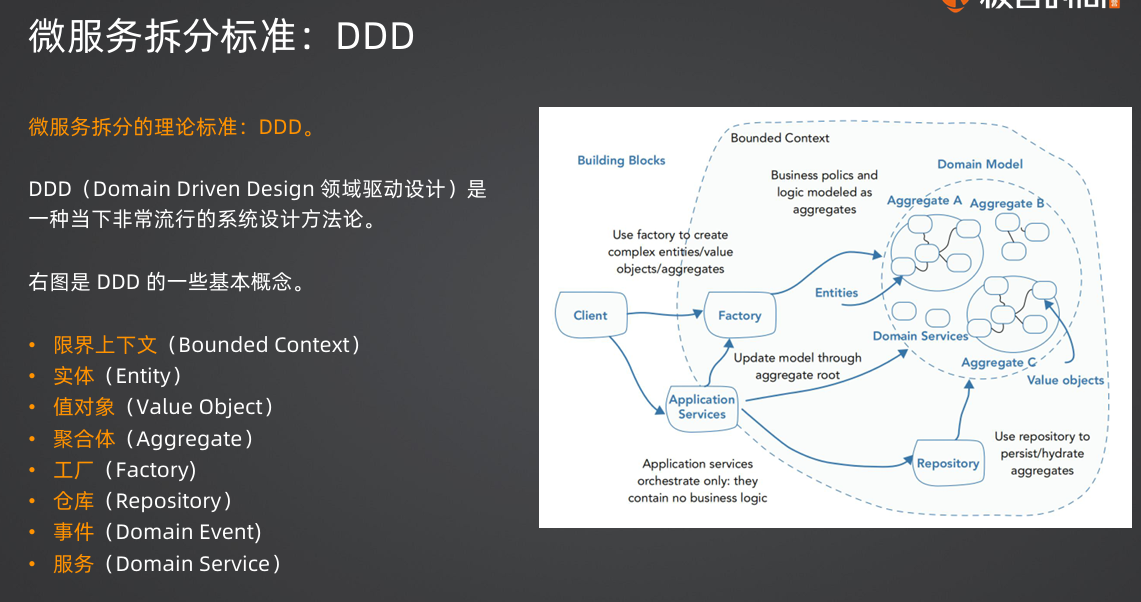 微服务拆分标准：DDD
微服务拆分的理论标准：DDD。
DDD（Domain Driven Design 领域驱动设计）是
一种当下非常流行的系统设计方法论。
右图是 DDD 的一些基本概念。
• 限界上下文（Bounded Context）
• 实体（Entity）
• 值对象（Value Object）
• 聚合体（Aggregate）
• 工厂（Factory)
• 仓库（Repository）
• 事件（Domain Event)
• 服务（Domain Service）
Building Blocks
Bounded Context
Domain Model
Business polics and
logic modeled as
aggregates
Aggregate A
Aggregate B
Use factory to create
complex entities/value
objects/aggregates
Entities
Client
Factory
Domain Services
Update model through
aggregate root
Aggregate C
Value objects
Application
Services
Application services
orchestrate only: they
contain no business logic
Repository
Use repository to
persist/hydrate
aggregates